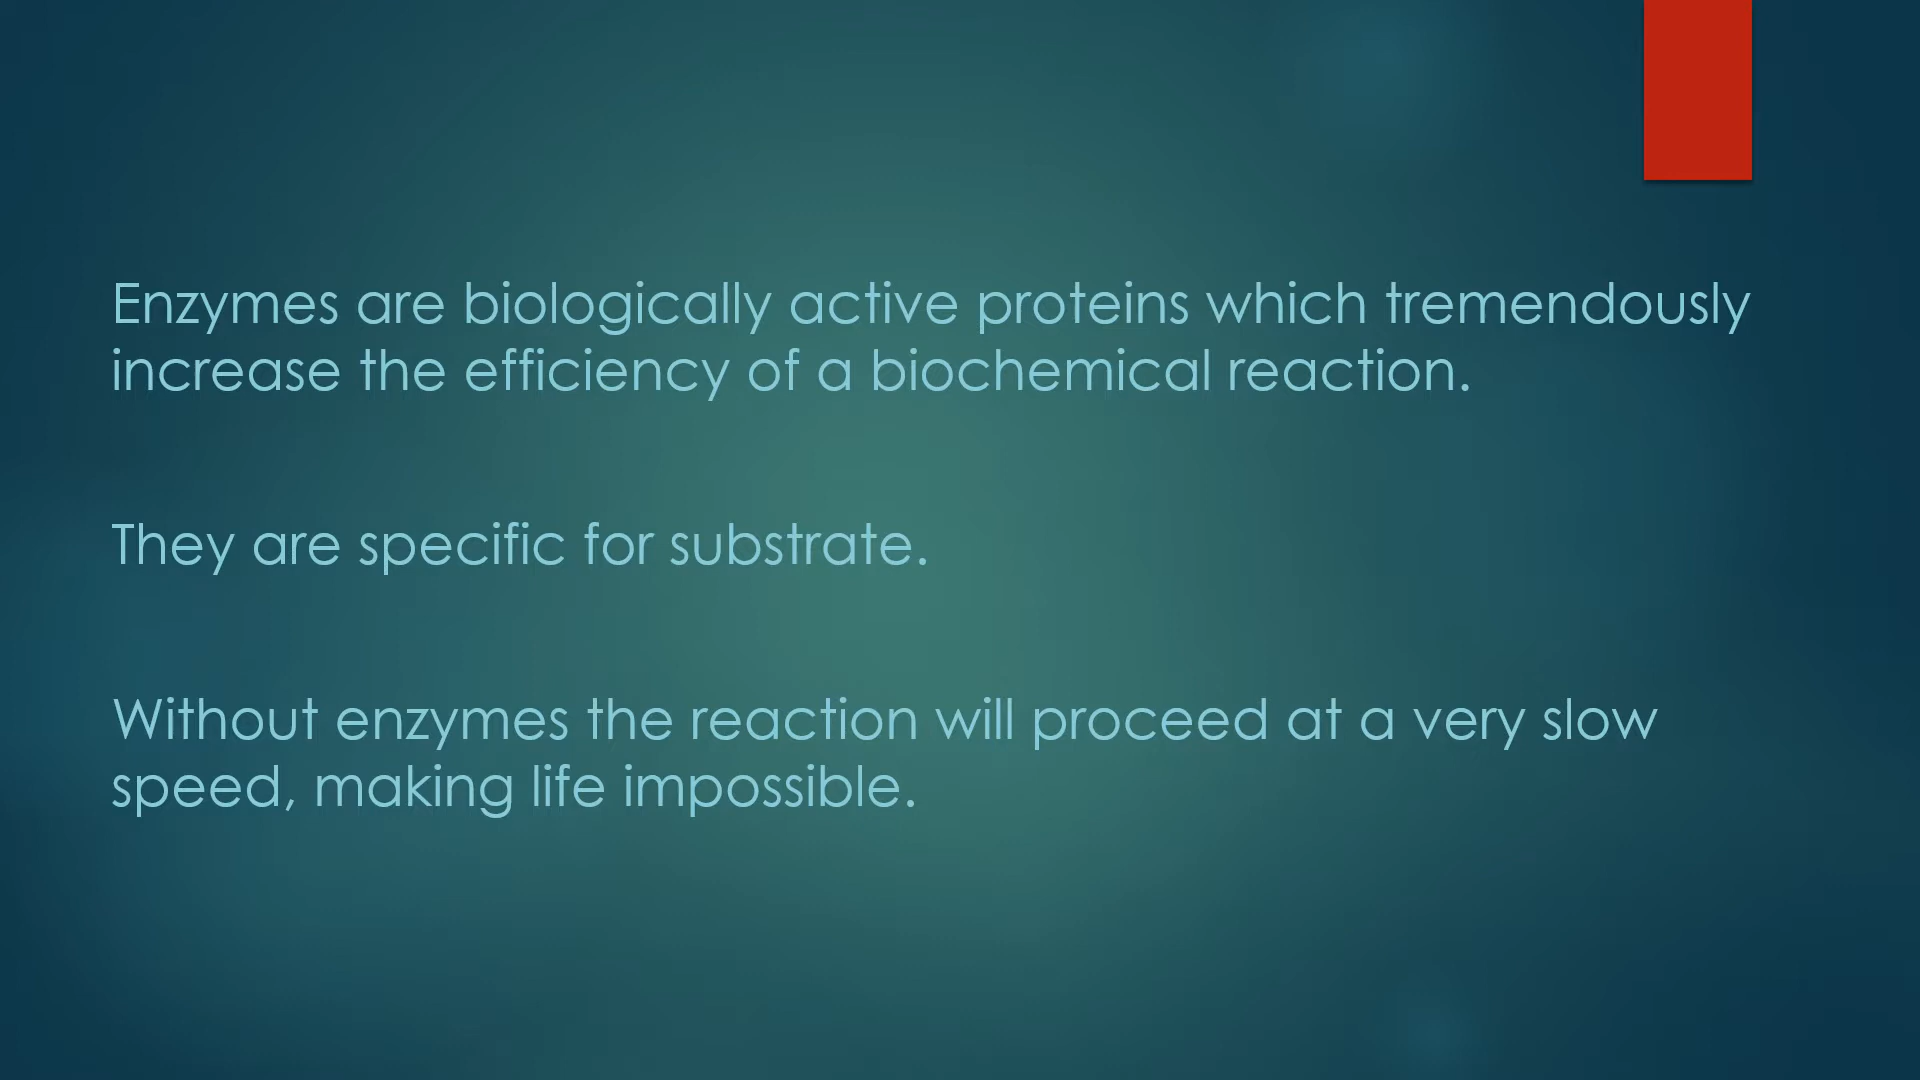 Enzymes are biologically active proteins which tremendously
increase the efficiency of a biochemical reaction.
They are specific for substrate.
Without enzymes the reaction will proceed at a very slow
speed, making life impossible.